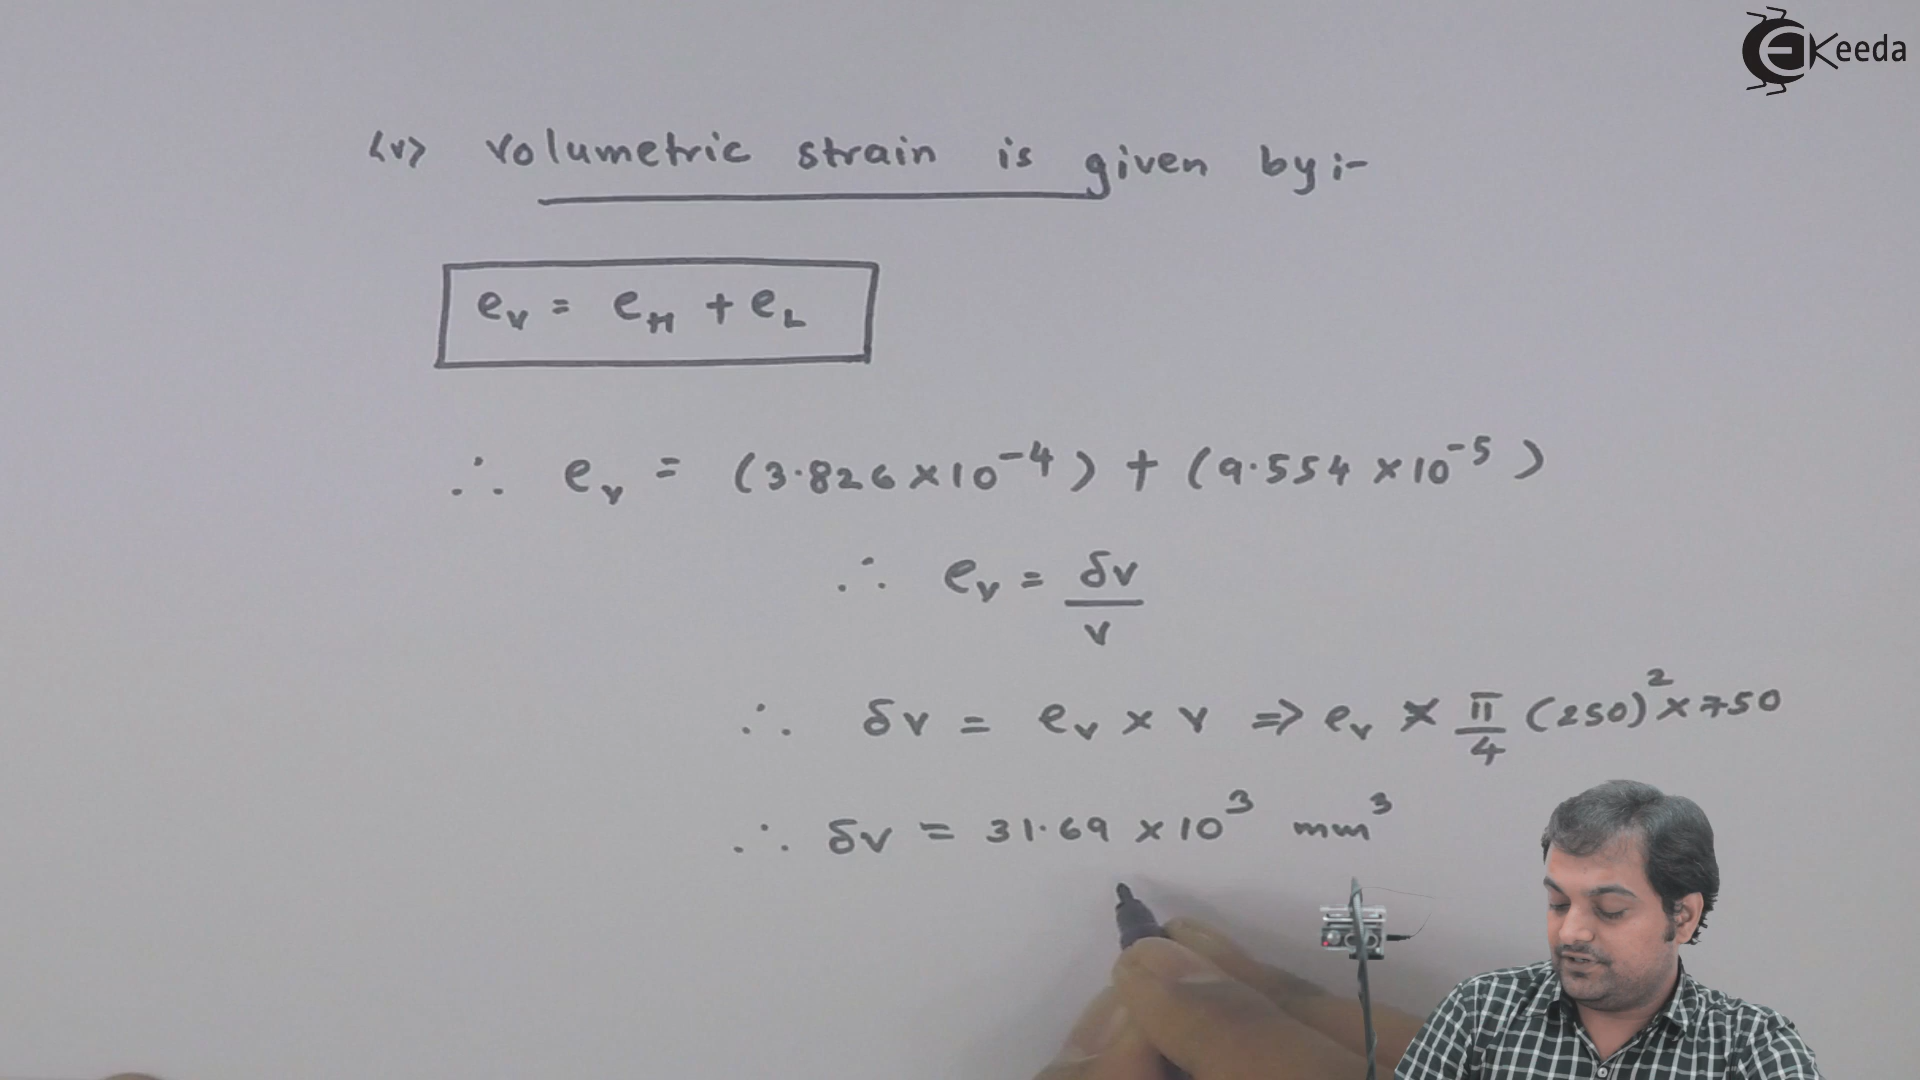 EKeeda
(v) volumetric strain is given by:-
e_v = e_H + e_L
∴ e_v = (3.826 × 10^-4) + (9.554 × 10^-5)
∴ e_v = δv / v
∴ δv = e_v × v ⇒ e_v × π/4 (250)^2 × 750
∴ δv = 31.69 × 10^3 mm^3